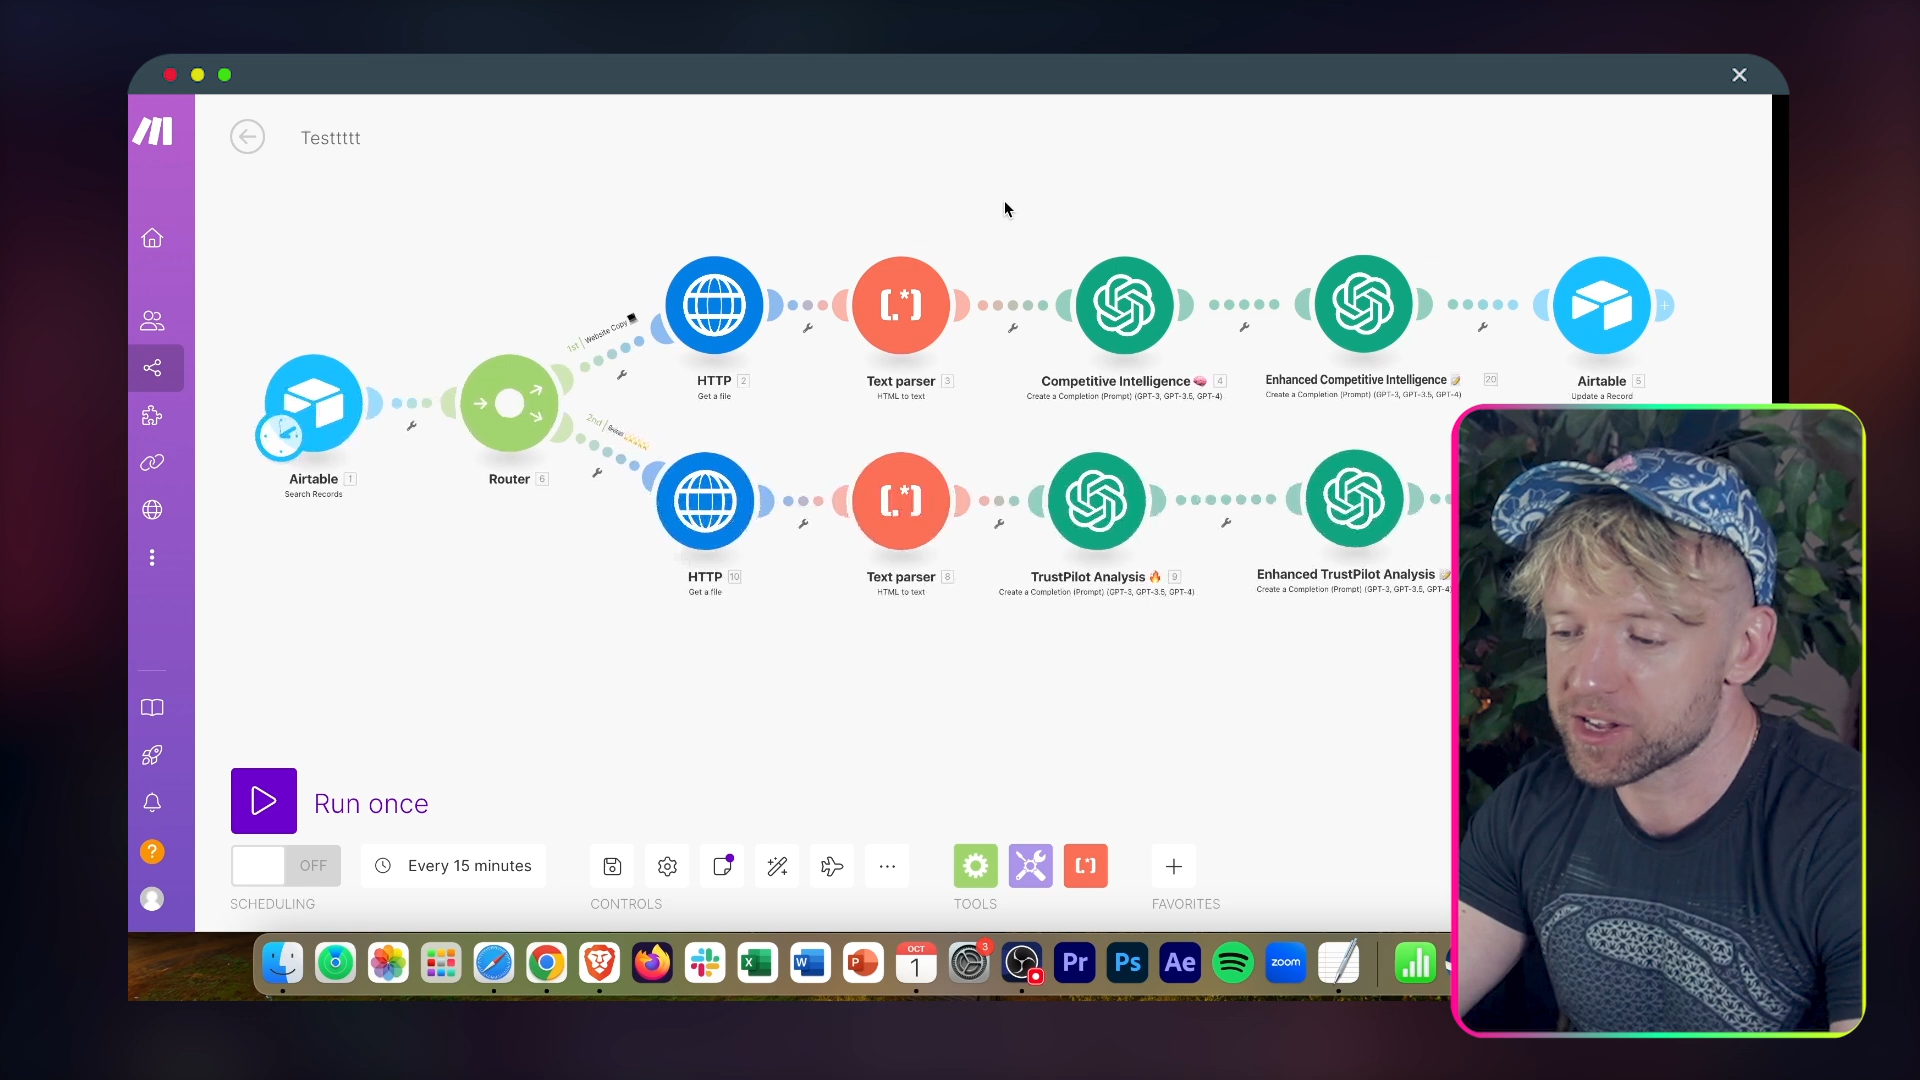 Testtttt
1st | Website Copy
HTTP 2
Get a file
Text parser 3
HTML to text
Competitive Intelligence 🧠 4
Create a Completion (Prompt) (GPT-3, GPT-3.5, GPT-4)
Enhanced Competitive Intelligence 📝 20
Create a Completion (Prompt) (GPT-3, GPT-3.5, GPT-4)
Airtable 5
Update a Record
Airtable 1
Search Records
Router 6
2nd |
HTTP 10
Get a file
Text parser 8
HTML to text
TrustPilot Analysis 🔥 9
Create a Completion (Prompt) (GPT-3, GPT-3.5, GPT-4)
Enhanced TrustPilot Analysis
Create a Completion (Prompt) (GPT-3, GPT-3.5, GPT-4)
Run once
OFF
Every 15 minutes
SCHEDULING
CONTROLS
TOOLS
FAVORITES
?
OCT
1
3
X
W
P
Pr
Ps
Ae
zoom